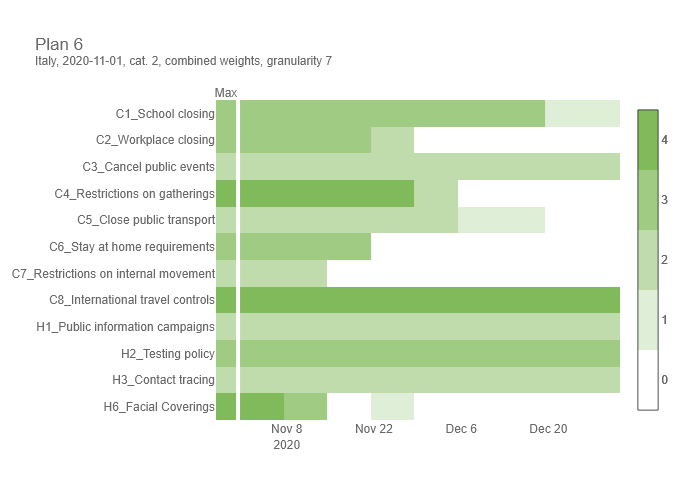 Plan 6
Italy, 2020-11-01, cat. 2, combined weights, granularity 7
Max
C1_School closing
C2_Workplace closing
C3_Cancel public events
C4_Restrictions on gatherings
C5_Close public transport
C6_Stay at home requirements
C7_Restrictions on internal movement
C8_International travel controls
H1_Public information campaigns
H2_Testing policy
H3_Contact tracing
H6_Facial Coverings
Nov 8
2020
Nov 22
Dec 6
Dec 20
4
3
2
1
0